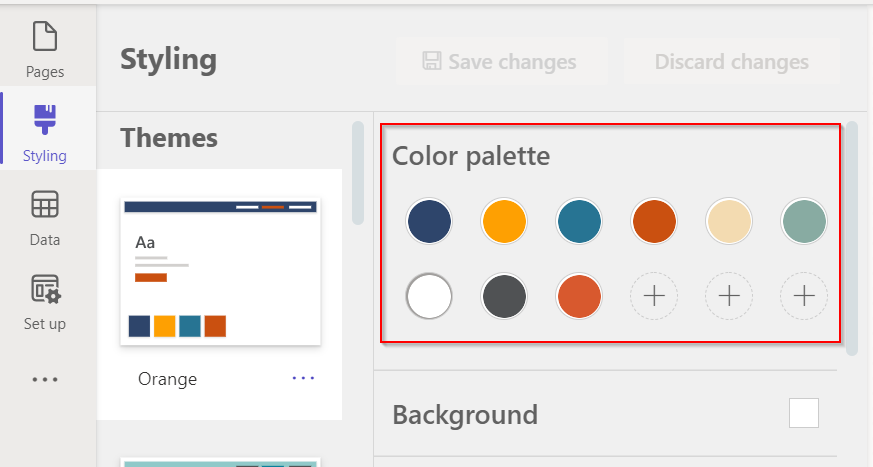 Pages
Styling
Data
Set up
Styling
Save changes
Discard changes
Themes
Aa
Orange
Color palette
Background